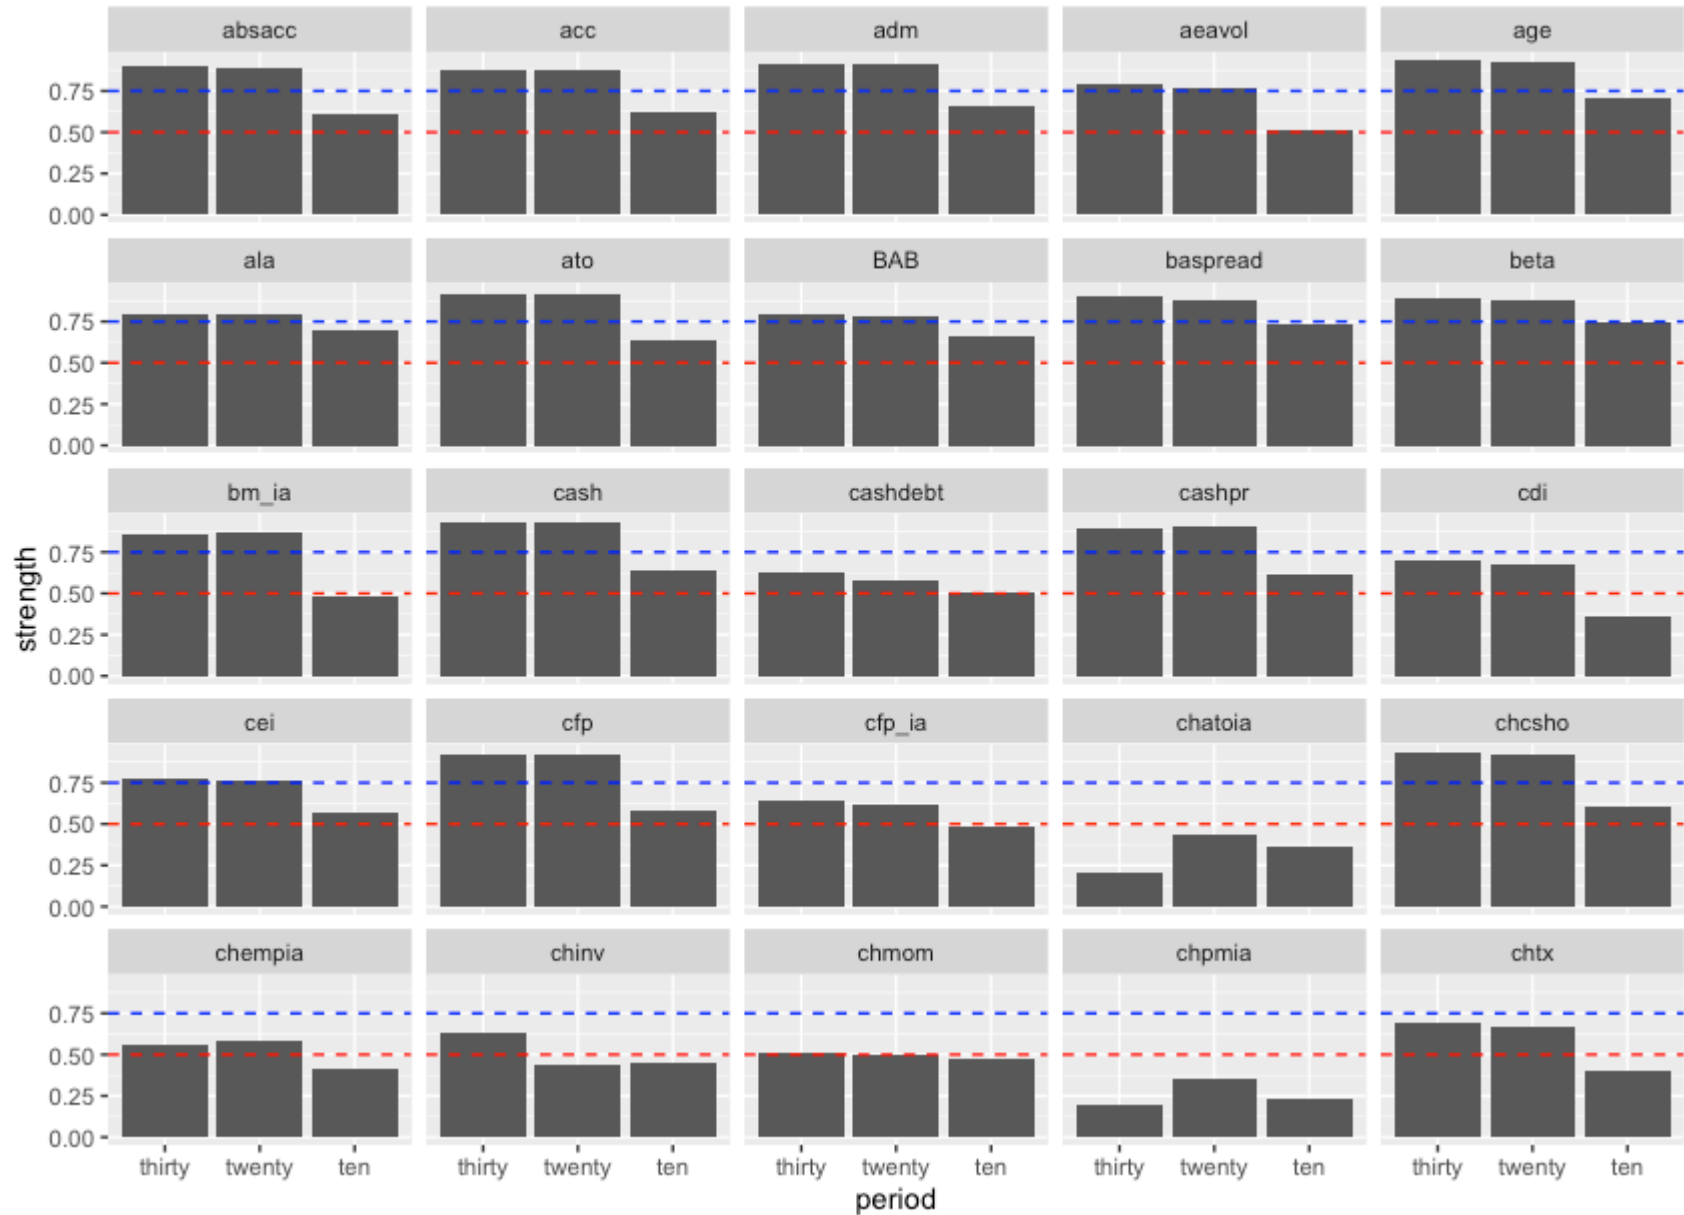 absacc acc adm aeavol age
0.75
0.50
0.25
0.00
ala ato BAB baspread beta
0.75
0.50
0.25
0.00
bm_ia cash cashdebt cashpr cdi
0.75
0.50
0.25
0.00
strength
cei cfp cfp_ia chatoia chcsho
0.75
0.50
0.25
0.00
chempia chinv chmom chpmia chtx
0.75
0.50
0.25
0.00
thirty twenty ten thirty twenty ten thirty twenty ten thirty twenty ten thirty twenty ten
period